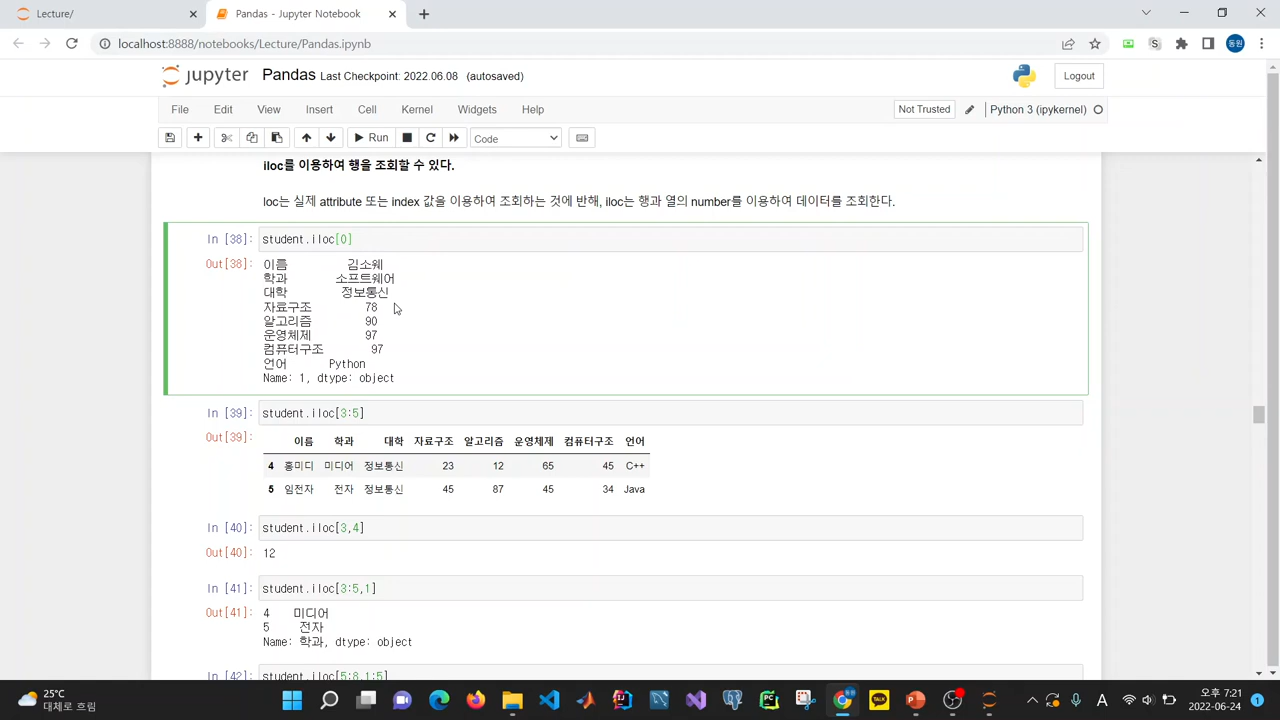 Lecture/
Pandas - Jupyter Notebook
localhost:8888/notebooks/Lecture/Pandas.ipynb
동원
jupyter Pandas Last Checkpoint: 2022.06.08 (autosaved)
Logout
File Edit View Insert Cell Kernel Widgets Help
Not Trusted
Python 3 (ipykernel)
Run
Code
iloc를 이용하여 행을 조회할 수 있다.
loc는 실제 attribute 또는 index 값을 이용하여 조회하는 것에 반해, iloc는 행과 열의 number를 이용하여 데이터를 조회한다.
In [38]: student.iloc[0]
Out[38]: 이름 김소웨
학과 소프트웨어
대학 정보통신
자료구조 78
알고리즘 90
운영체제 97
컴퓨터구조 97
언어 Python
Name: 1, dtype: object
In [39]: student.iloc[3:5]
Out[39]:
이름 학과 대학 자료구조 알고리즘 운영체제 컴퓨터구조 언어
4 홍미디 미디어 정보통신 23 12 65 45 C++
5 임전자 전자 정보통신 45 87 45 34 Java
In [40]: student.iloc[3,4]
Out[40]: 12
In [41]: student.iloc[3:5,1]
Out[41]: 4 미디어
5 전자
Name: 학과, dtype: object
In [42]: student.iloc[5:8,1:5]
25°C
대체로 흐림
오후 7:21
2022-06-24